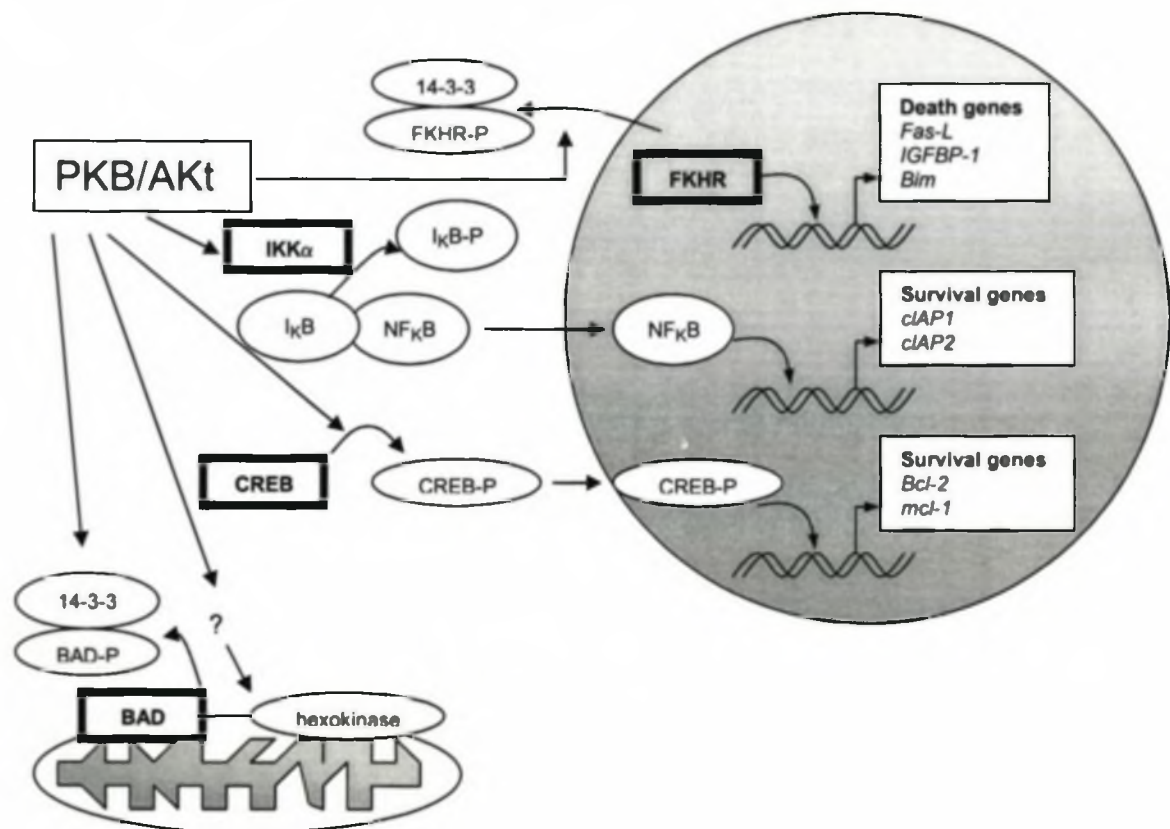 14-3-3
FKHR-P
PKB/AKt
FKHR
Death genes
Fas-L
IGFBP-1
Bim
IKKα
IκB-P
IκB
NFκB
NFκB
Survival genes
cIAP1
cIAP2
CREB
CREB-P
CREB-P
Survival genes
Bcl-2
mcl-1
14-3-3
BAD-P
?
BAD
hexokinase